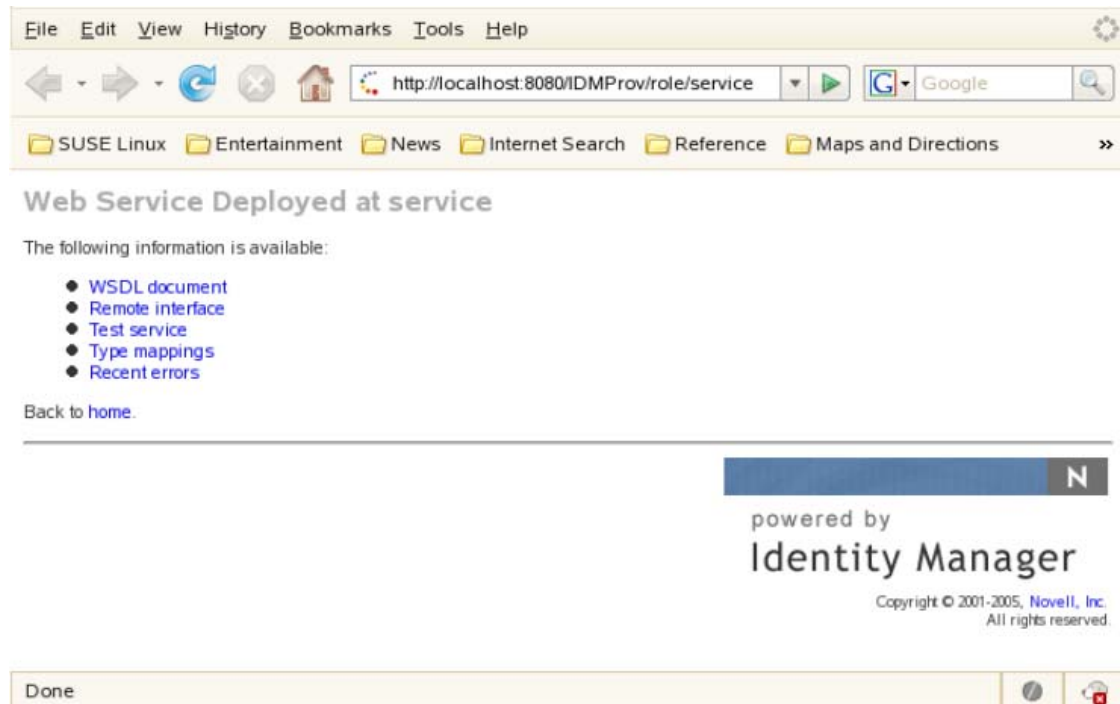 File Edit View History Bookmarks Tools Help
http://localhost:8080/IDMProv/role/service G Google
SUSE Linux Entertainment News Internet Search Reference Maps and Directions »
Web Service Deployed at service
The following information is available:
WSDL document
Remote interface
Test service
Type mappings
Recent errors
Back to home.
N
powered by
Identity Manager
Copyright © 2001-2005, Novell, Inc.
All rights reserved.
Done